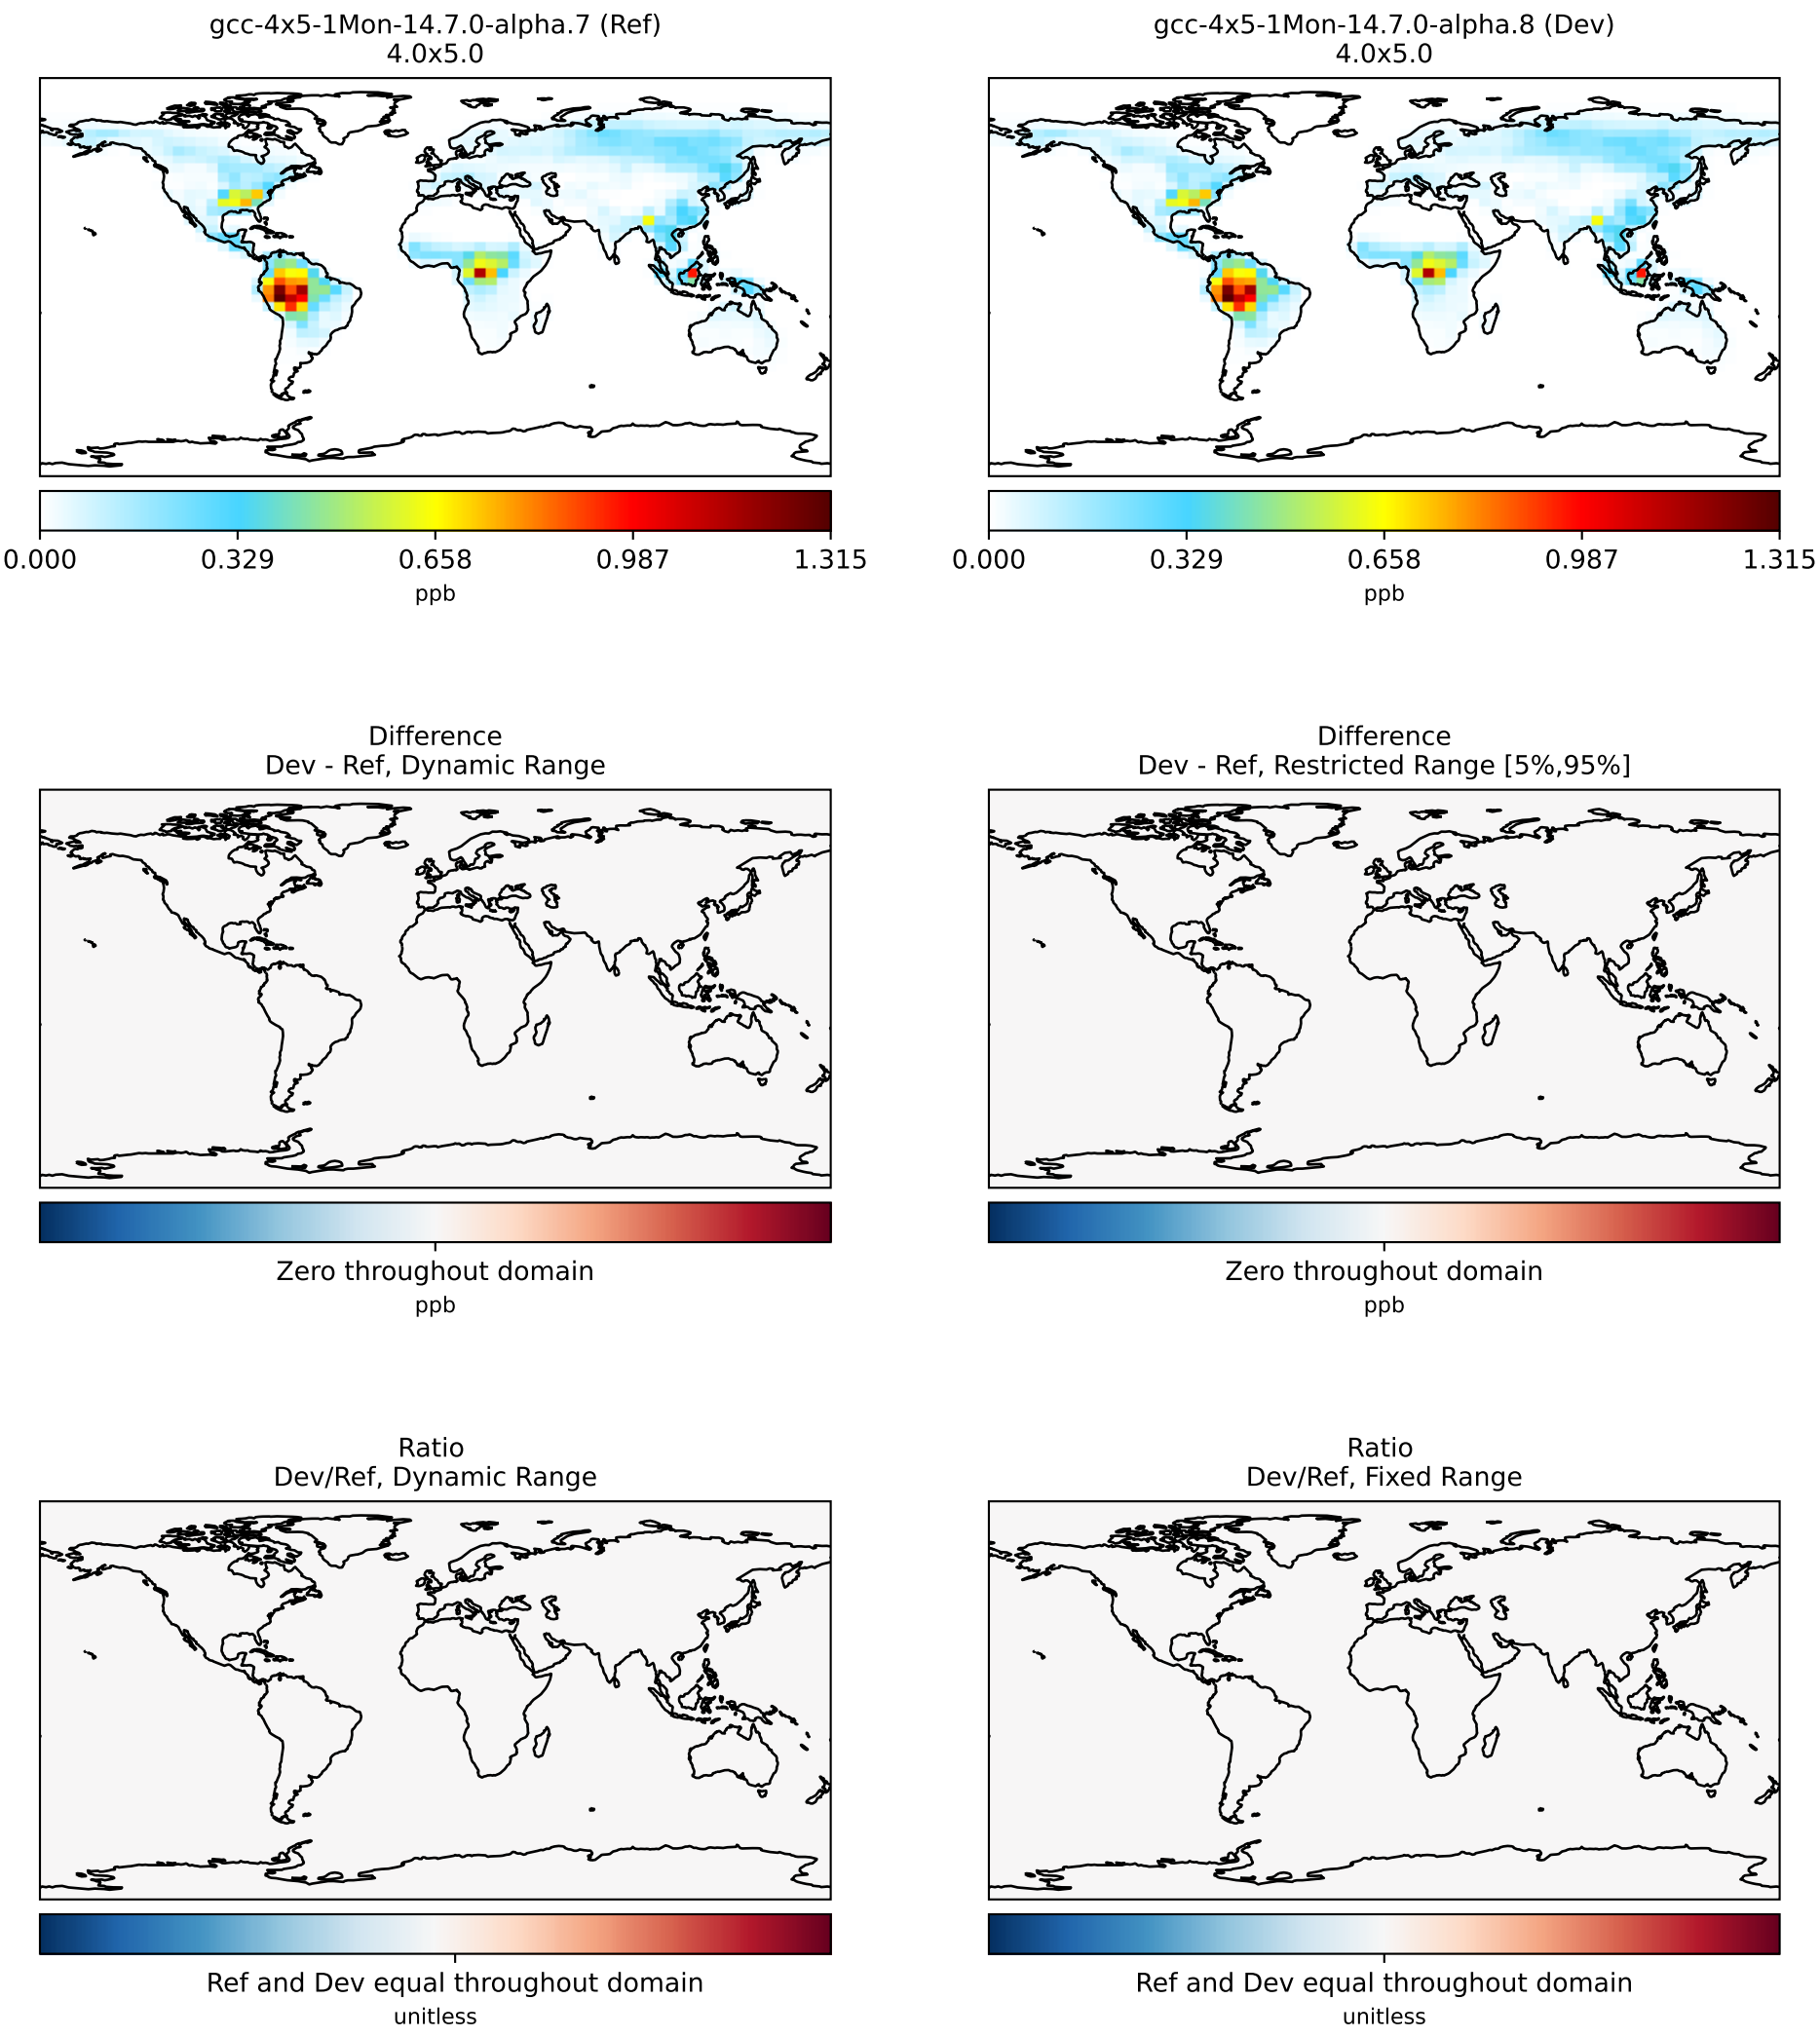 gcc-4x5-1Mon-14.7.0-alpha.7 (Ref)
4.0x5.0
gcc-4x5-1Mon-14.7.0-alpha.8 (Dev)
4.0x5.0
0.000 0.329 0.658 0.987 1.315
ppb
0.000 0.329 0.658 0.987 1.315
ppb
Difference
Dev - Ref, Dynamic Range
Difference
Dev - Ref, Restricted Range [5%,95%]
Zero throughout domain
ppb
Zero throughout domain
ppb
Ratio
Dev/Ref, Dynamic Range
Ratio
Dev/Ref, Fixed Range
Ref and Dev equal throughout domain
unitless
Ref and Dev equal throughout domain
unitless